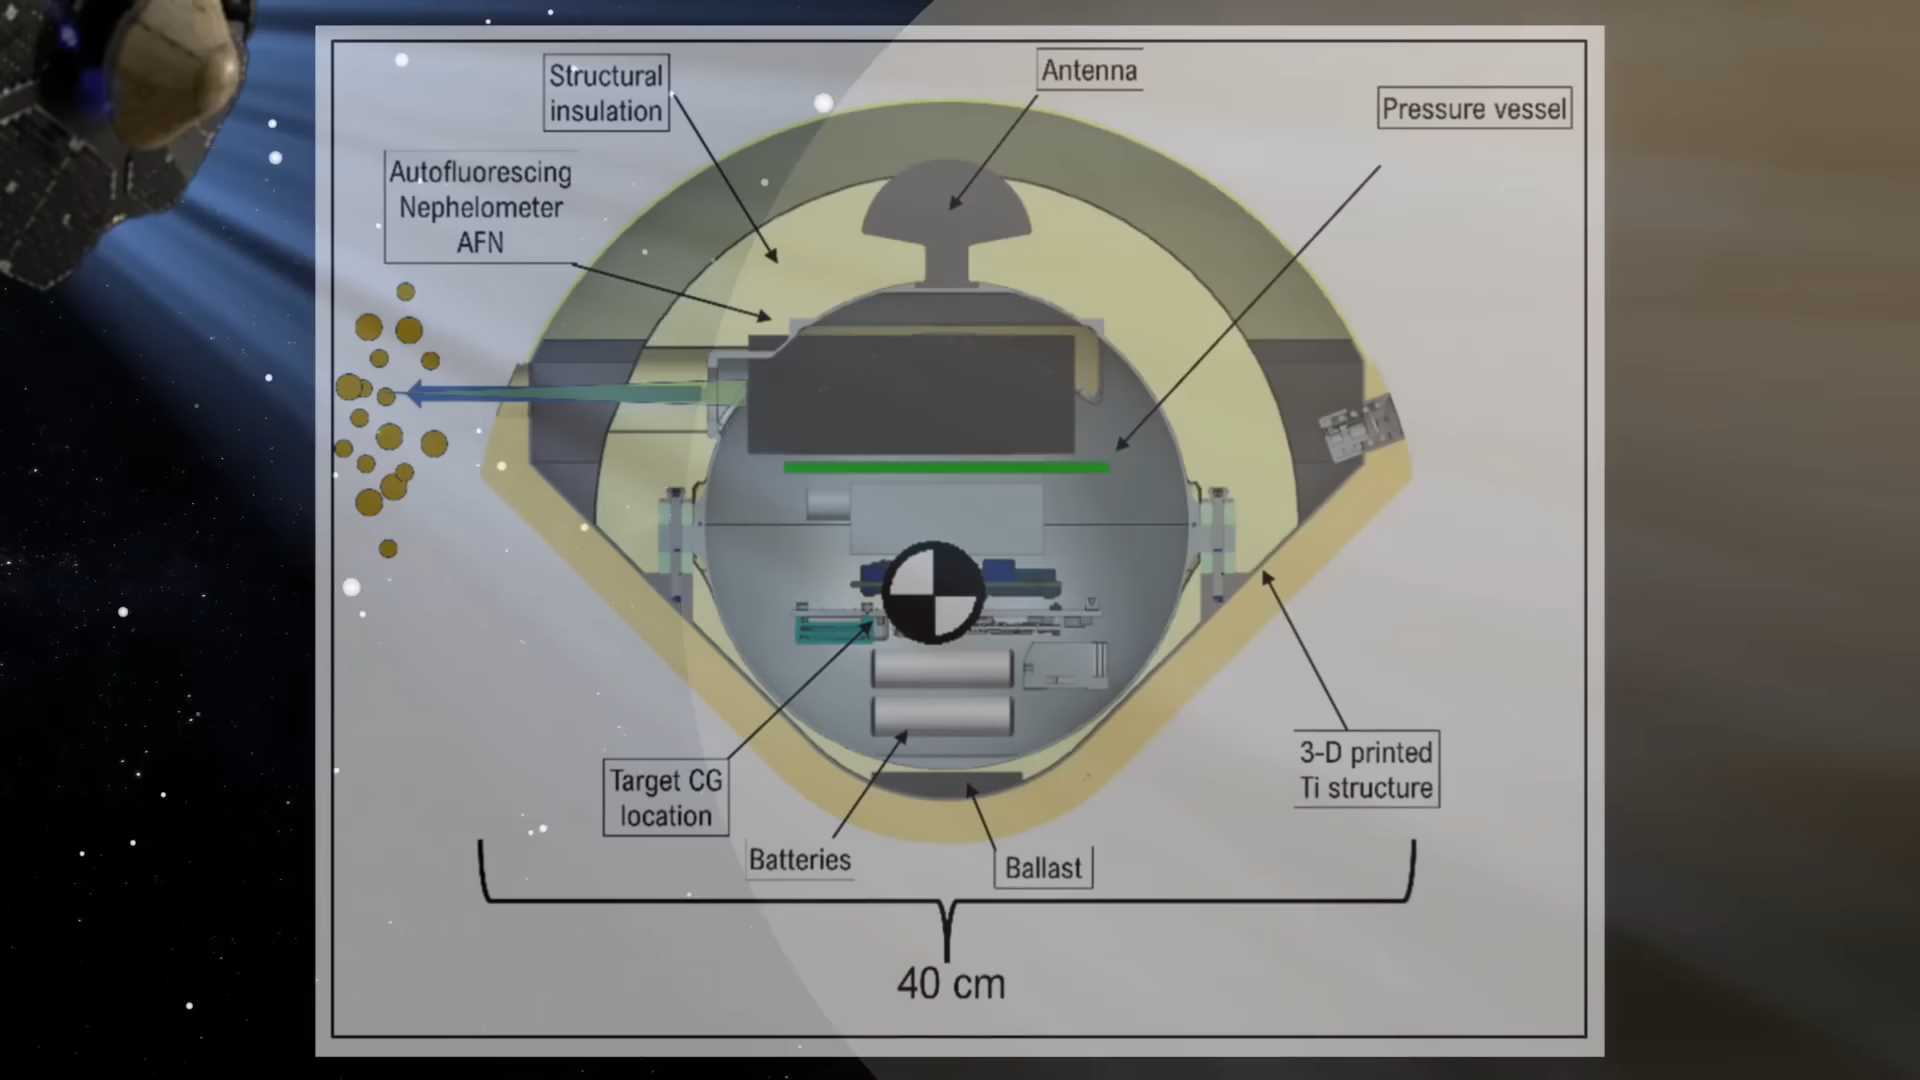 Structural
insulation
Antenna
Pressure vessel
Autofluorescing
Nephelometer
AFN
3-D printed
Ti structure
Target CG
location
Batteries
Ballast
40 cm